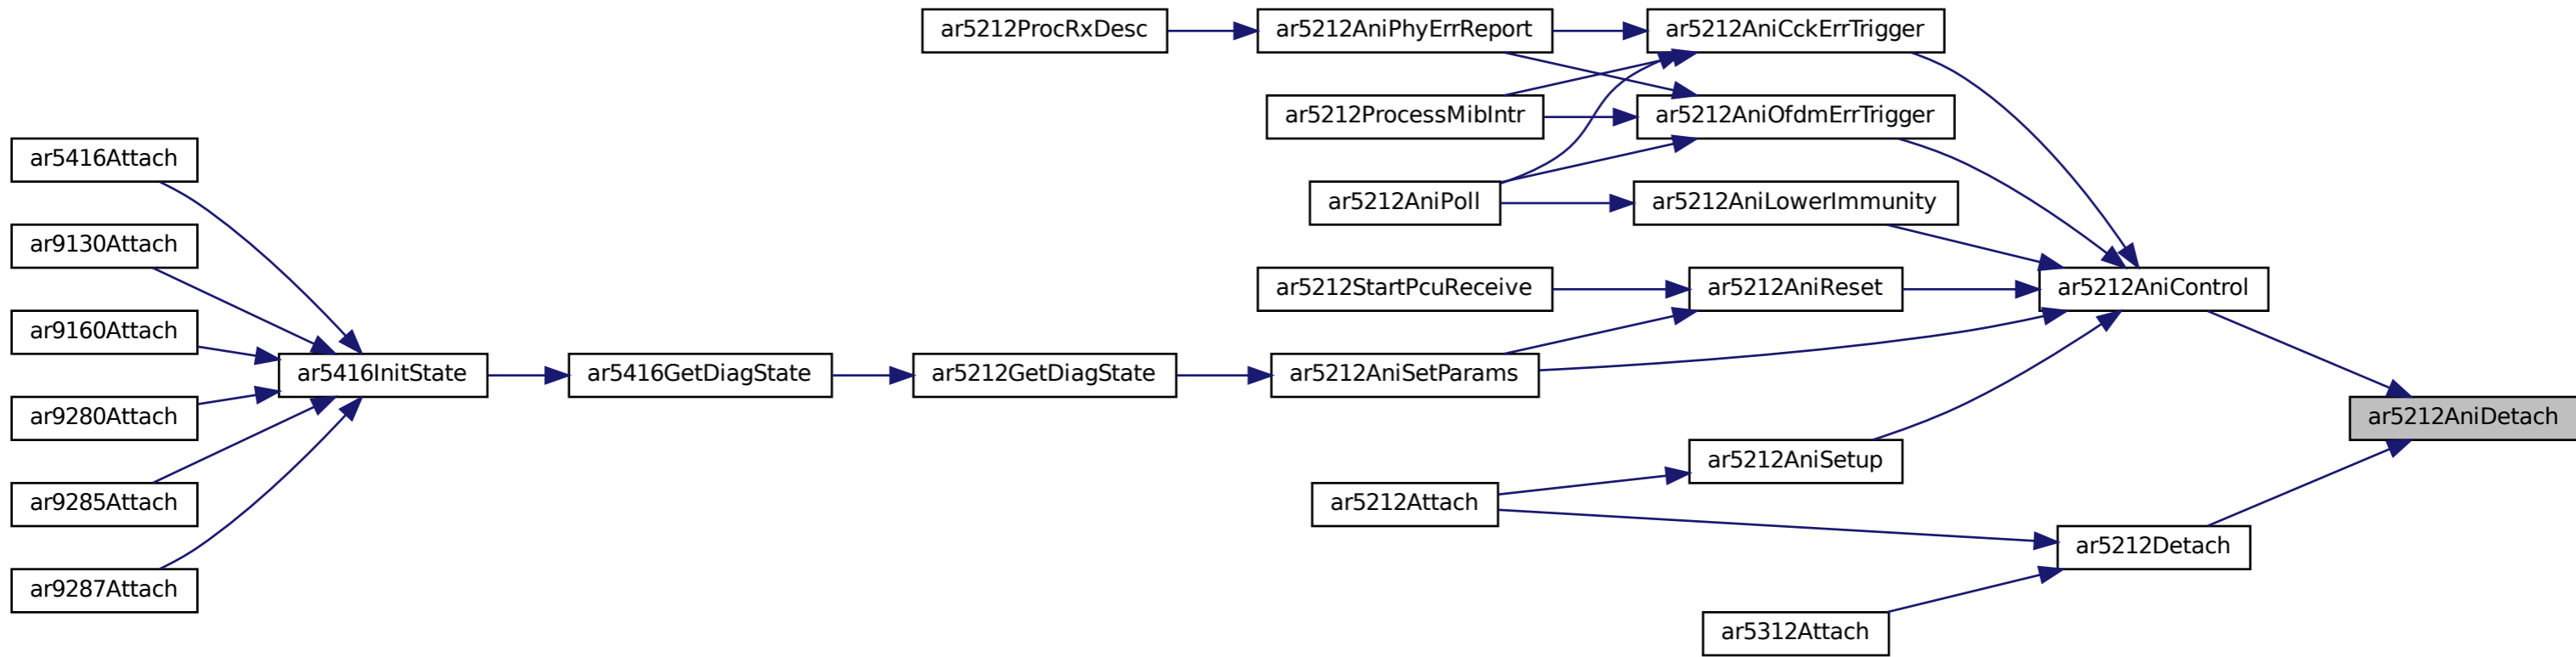 ar5212ProcRxDesc
ar5212AniPhyErrReport
ar5212AniCckErrTrigger
ar5212ProcessMibIntr
ar5212AniOfdmErrTrigger
ar5416Attach
ar5212AniPoll
ar5212AniLowerImmunity
ar9130Attach
ar5212StartPcuReceive
ar5212AniReset
ar5212AniControl
ar9160Attach
ar5416InitState
ar5416GetDiagState
ar5212GetDiagState
ar5212AniSetParams
ar9280Attach
ar5212AniDetach
ar5212AniSetup
ar9285Attach
ar5212Attach
ar5212Detach
ar9287Attach
ar5312Attach